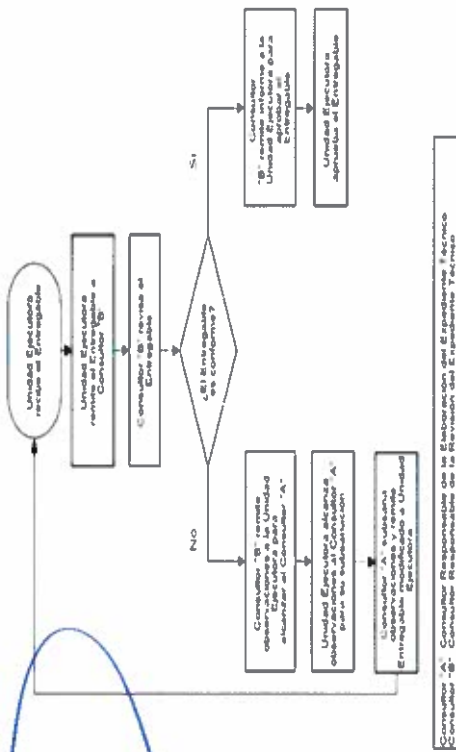 Unidad Ejecutora
recibe el Entregable
Unidad Ejecutora
remite el Entregable a
Consultor "B"
Consultor "B" revisa el
Entregable
¿El Entregable
es conforme?
No
Consultor "B" remite
observaciones a la Unidad
Ejecutora para
alcanzar al Consultor "A"
Unidad Ejecutora alcanza
observaciones al Consultor "A"
para su subsanación
Consultor "A" subsana
observaciones y remite
Entregable modificado a Unidad
Ejecutora
Si
Consultor
"B" remite informe a la
Unidad Ejecutora para
aprobar el
Entregable
Unidad Ejecutora
aprueba el Entregable
Consultor "A" Consultor Responsable de la Elaboración del Expediente Técnico
Consultor "B" Consultor Responsable de la Revisión del Expediente Técnico